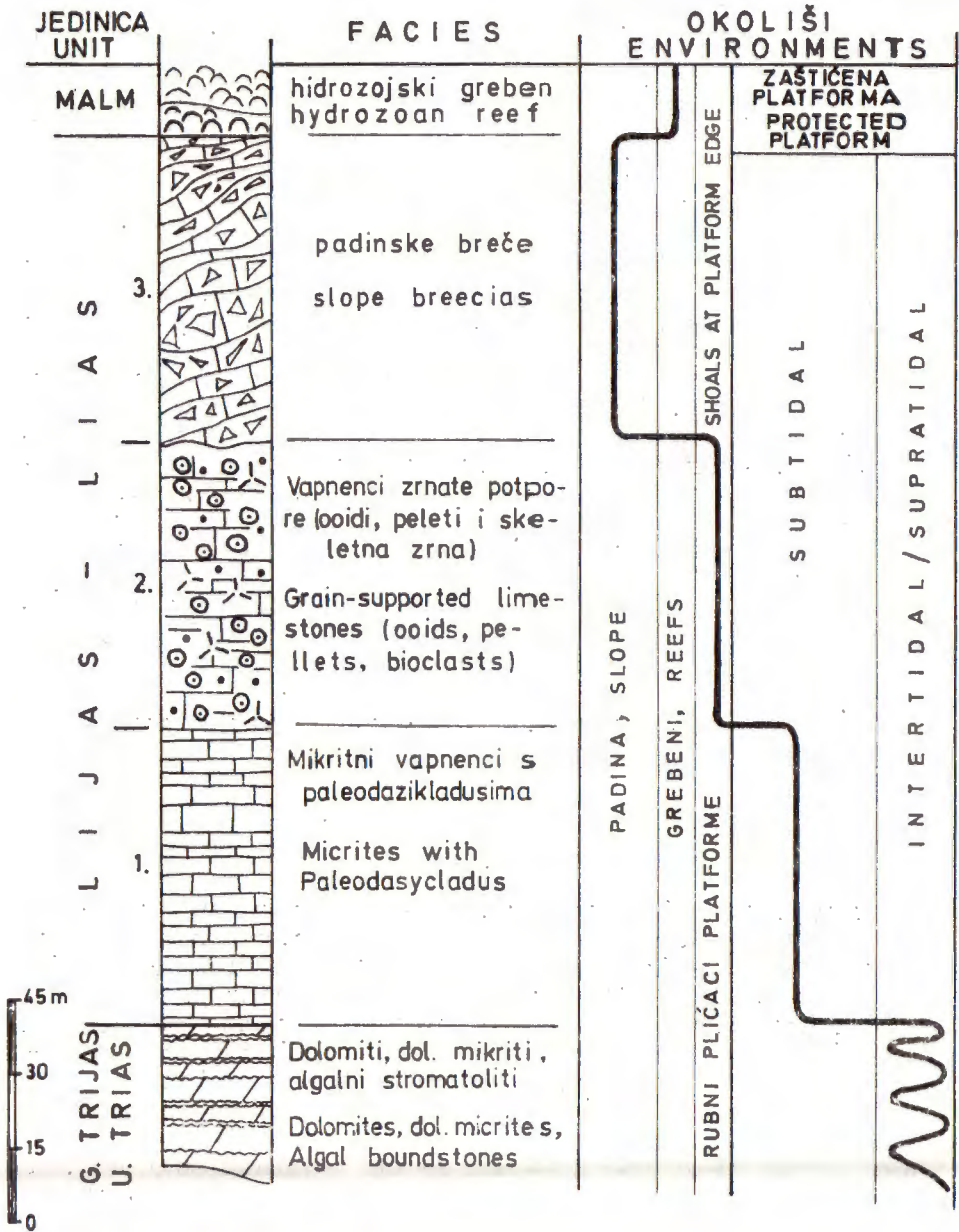 JEDINICA
UNIT
FACIES
OKOLIŠI
ENVIRONMENTS
MALM
hidrozojski greben
hydrozoan reef
ZAŠTIĆENA
PLATFORMA
PROTECTED
PLATFORM
LIJAS - LIAS
3.
padinske breče
slope breecias
2.
Vapnenci zrnate potpo-
re (ooidi, peleti i ske-
letna zrna)
Grain-supported lime-
stones (ooids, pe-
llets, bioclasts)
1.
Mikritni vapnenci s
paleodazikladusima
Micrites with
Paleodasycladus
G. TRIJAS
U. TRIAS
Dolomiti, dol. mikriti,
algalni stromatoliti
Dolomites, dol. micrites,
Algal boundstones
PADINA, SLOPE
GREBENI, REEFS
RUBNI PLIĆACI PLATFORME
SHOALS AT PLATFORM EDGE
SUBTIDAL
INTERTIDAL/SUPRATIDAL
45 m
30
15
0